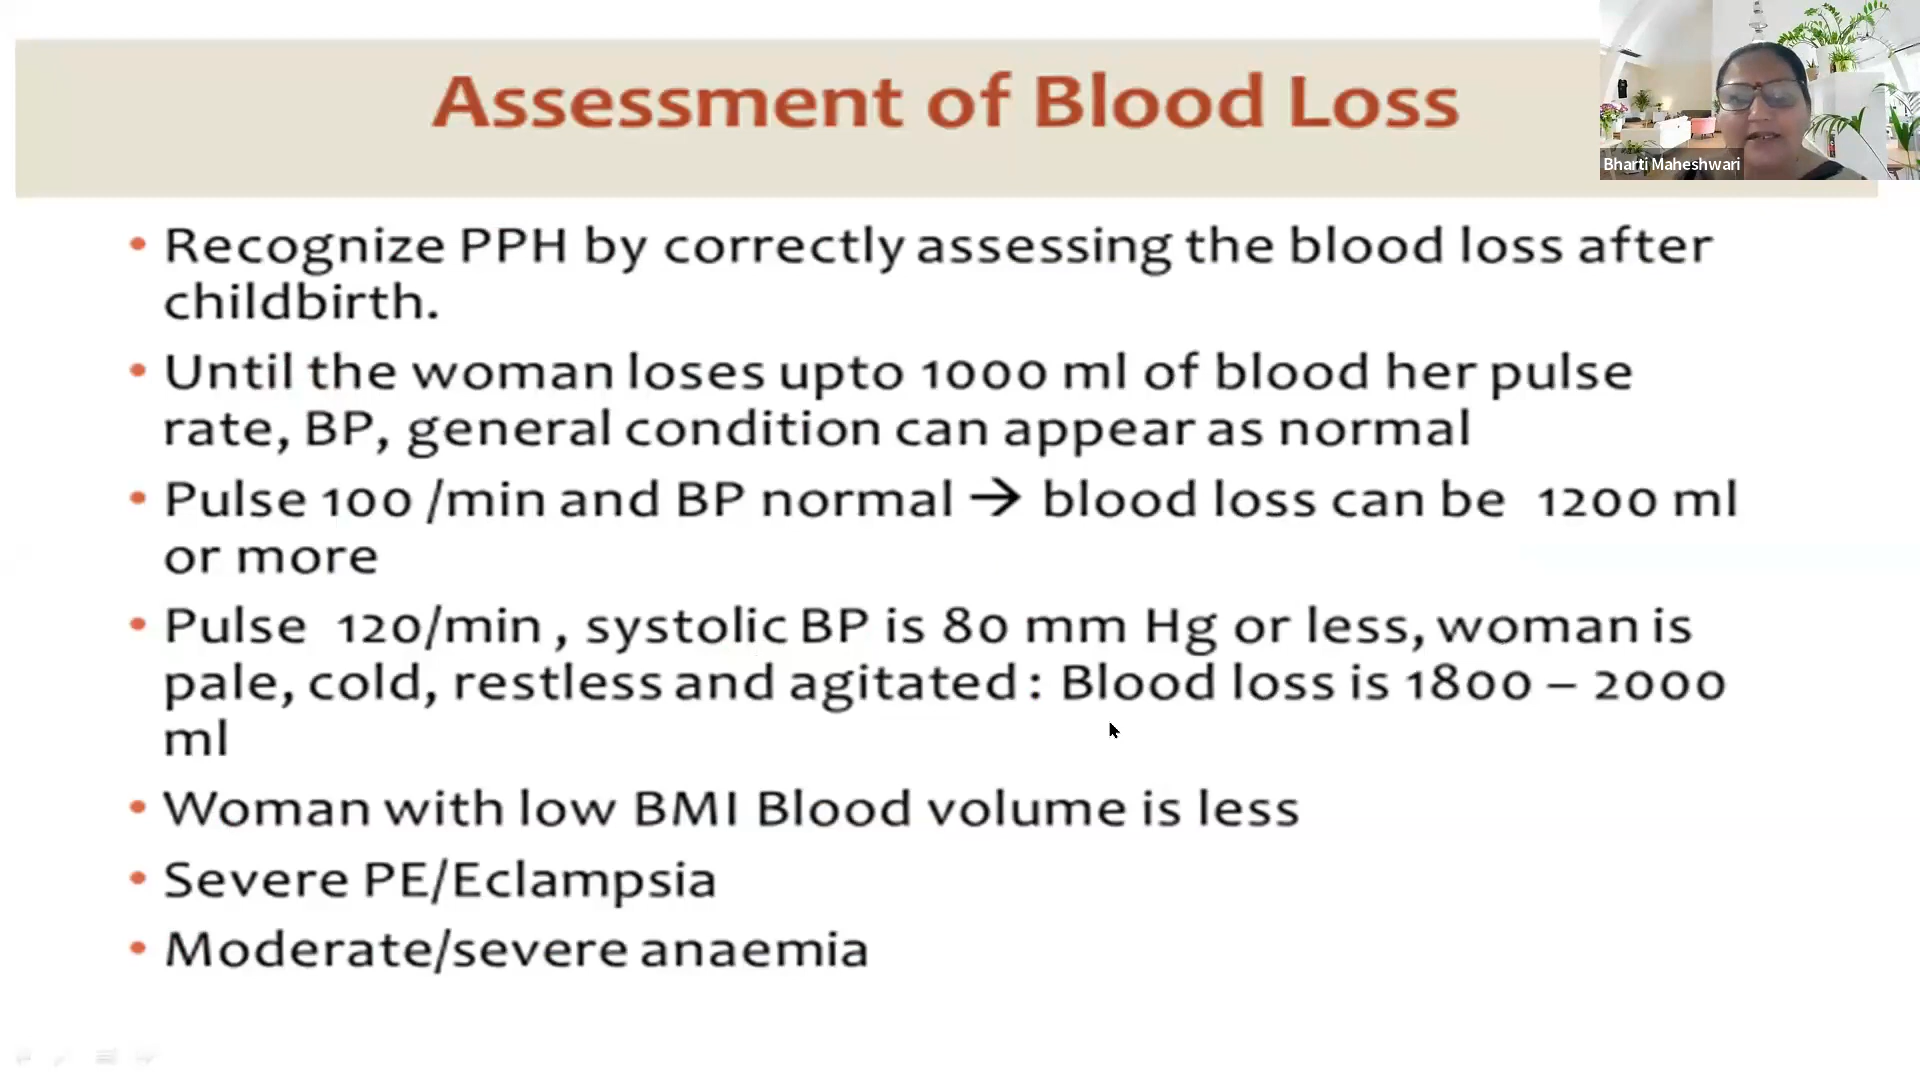 Assessment of Blood Loss
Bharti Maheshwari
• Recognize PPH by correctly assessing the blood loss after
childbirth.
• Until the woman loses upto 1000 ml of blood her pulse
rate, BP, general condition can appear as normal
• Pulse 100 /min and BP normal → blood loss can be 1200 ml
or more
• Pulse 120/min , systolic BP is 80 mm Hg or less, woman is
pale, cold, restless and agitated : Blood loss is 1800 – 2000
ml
• Woman with low BMI Blood volume is less
• Severe PE/Eclampsia
• Moderate/severe anaemia